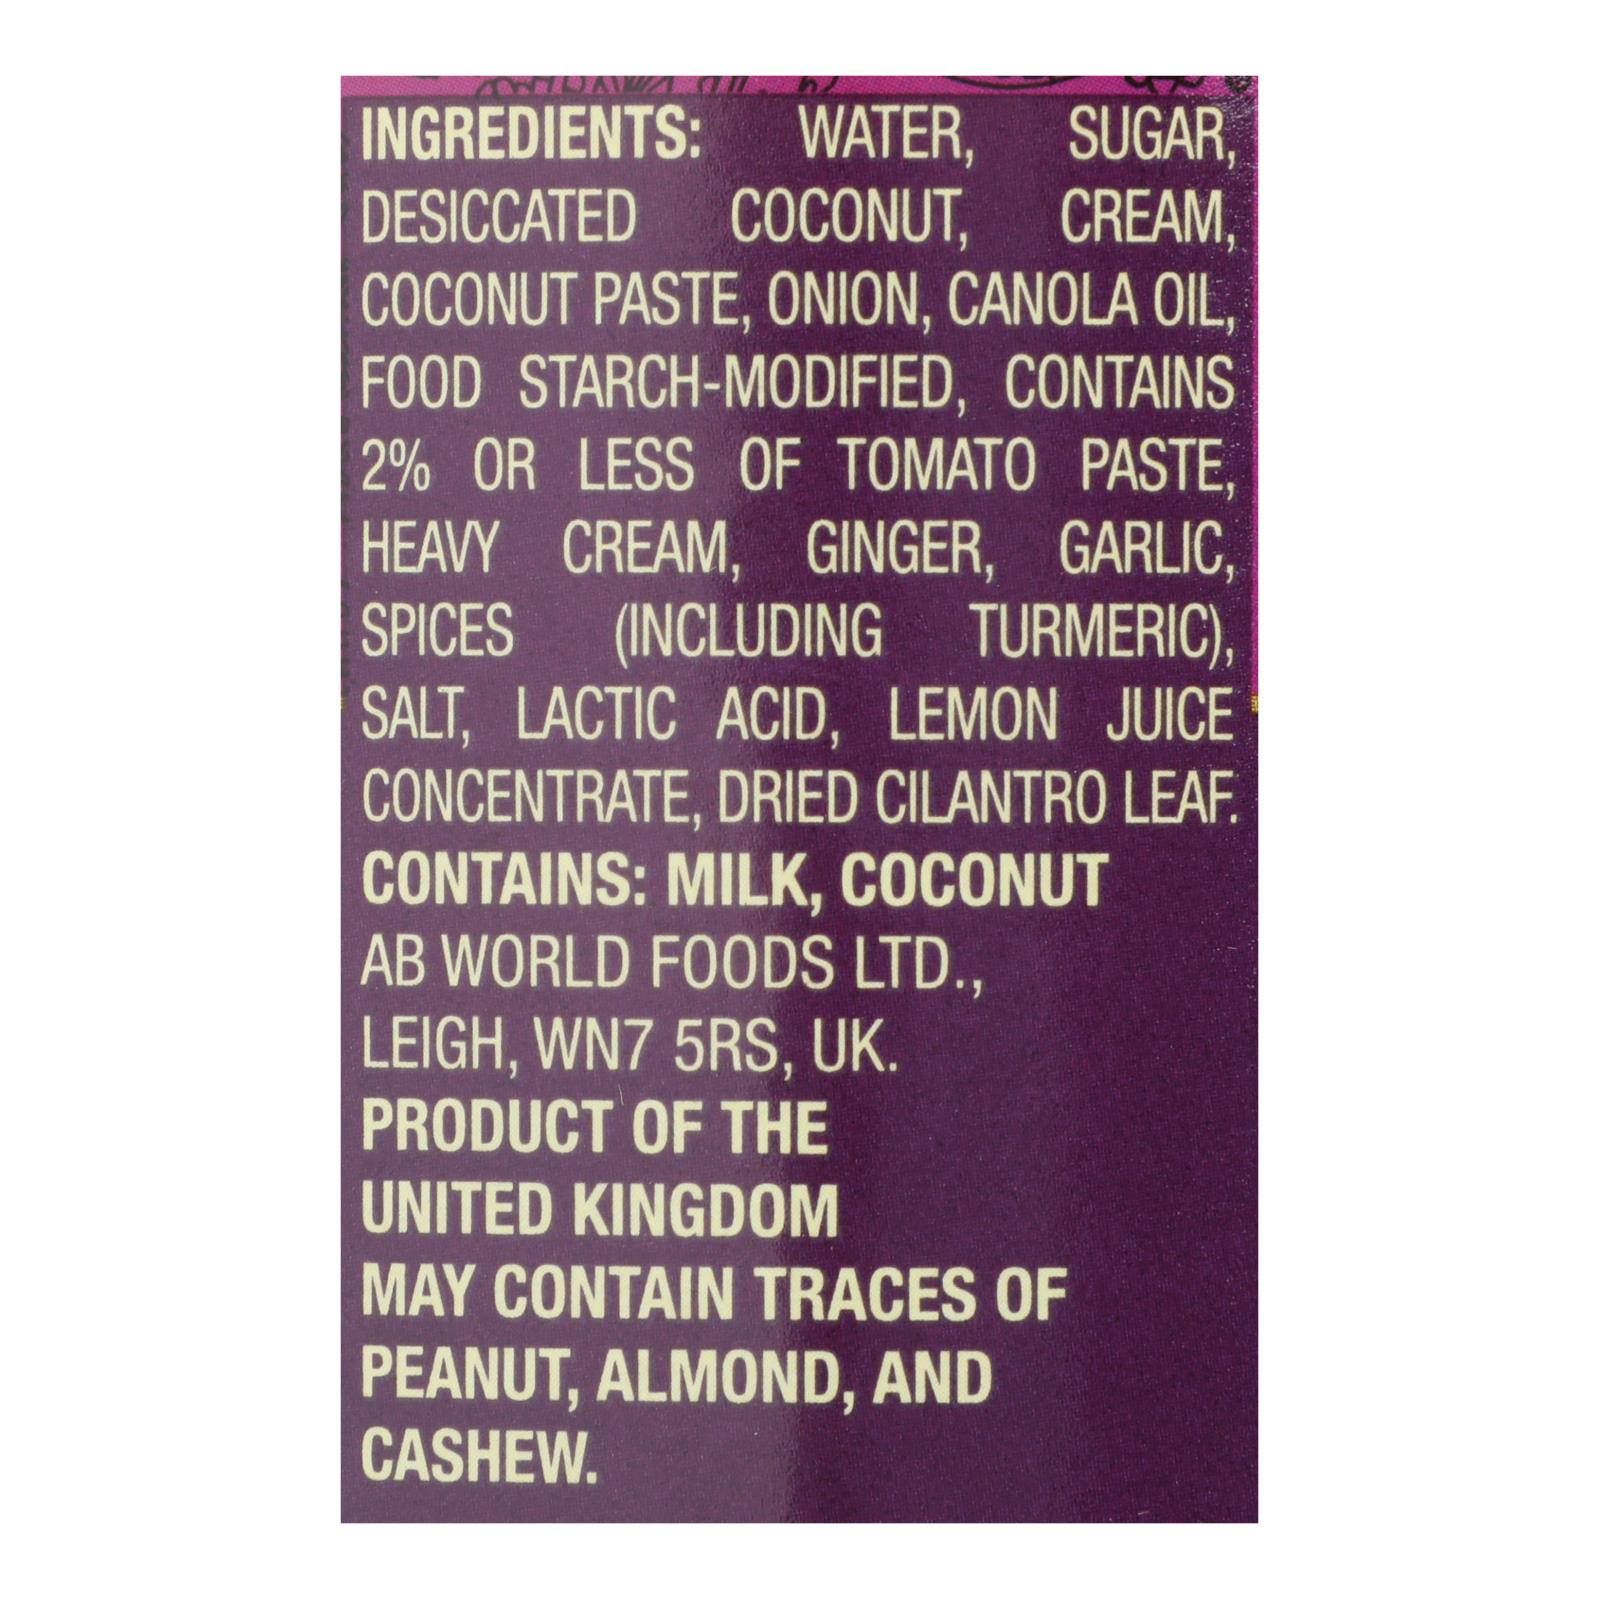 INGREDIENTS: WATER, SUGAR,
DESICCATED COCONUT, CREAM,
COCONUT PASTE, ONION, CANOLA OIL,
FOOD STARCH-MODIFIED, CONTAINS
2% OR LESS OF TOMATO PASTE,
HEAVY CREAM, GINGER, GARLIC,
SPICES (INCLUDING TURMERIC),
SALT, LACTIC ACID, LEMON JUICE
CONCENTRATE, DRIED CILANTRO LEAF.
CONTAINS: MILK, COCONUT
AB WORLD FOODS LTD.,
LEIGH, WN7 5RS, UK.
PRODUCT OF THE
UNITED KINGDOM
MAY CONTAIN TRACES OF
PEANUT, ALMOND, AND
CASHEW.